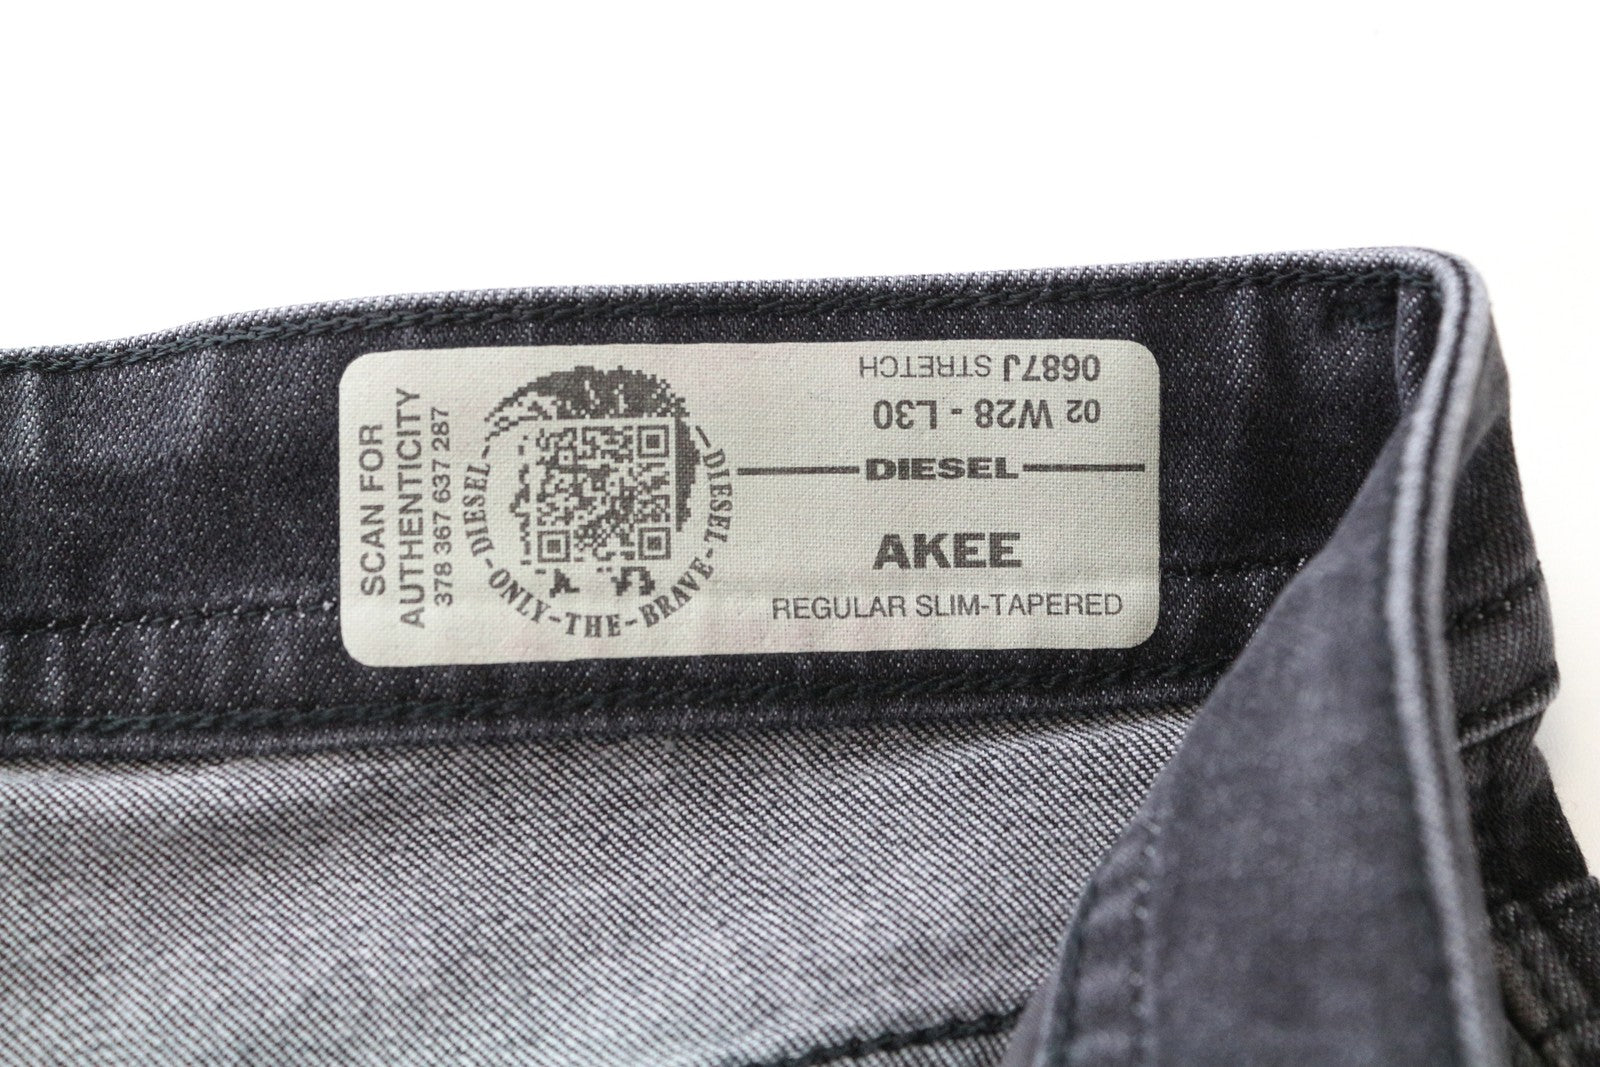 SCAN FOR
AUTHENTICITY
378 367 637 287
DIESEL-ONLY-THE-BRAVE-DIESEL
0687J STRETCH
02 W28 - L30
DIESEL
AKEE
REGULAR SLIM-TAPERED